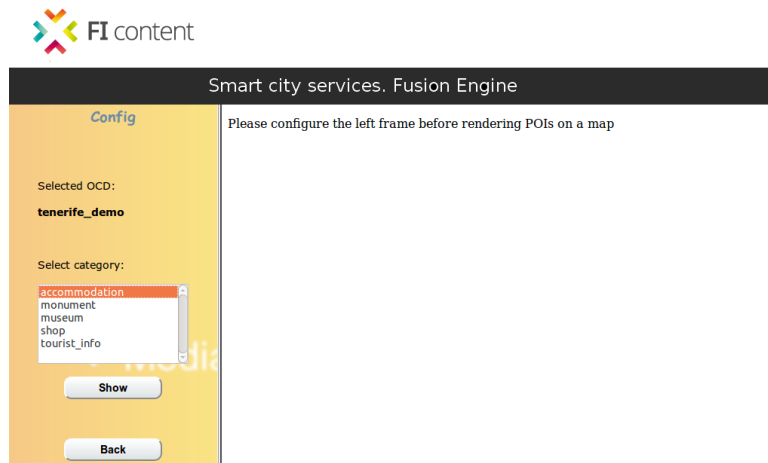 FI content
Smart city services. Fusion Engine
Config
Please configure the left frame before rendering POIs on a map
Selected OCD:
tenerife_demo
Select category:
accommodation
monument
museum
shop
tourist_info
Show
Back